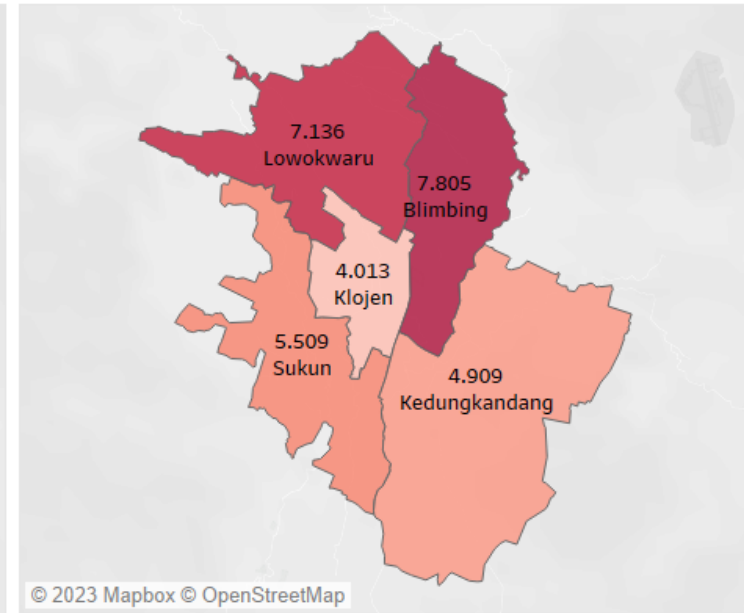 7.136
Lowokwaru
7.805
Blimbing
4.013
Klojen
5.509
Sukun
4.909
Kedungkandang
© 2023 Mapbox © OpenStreetMap